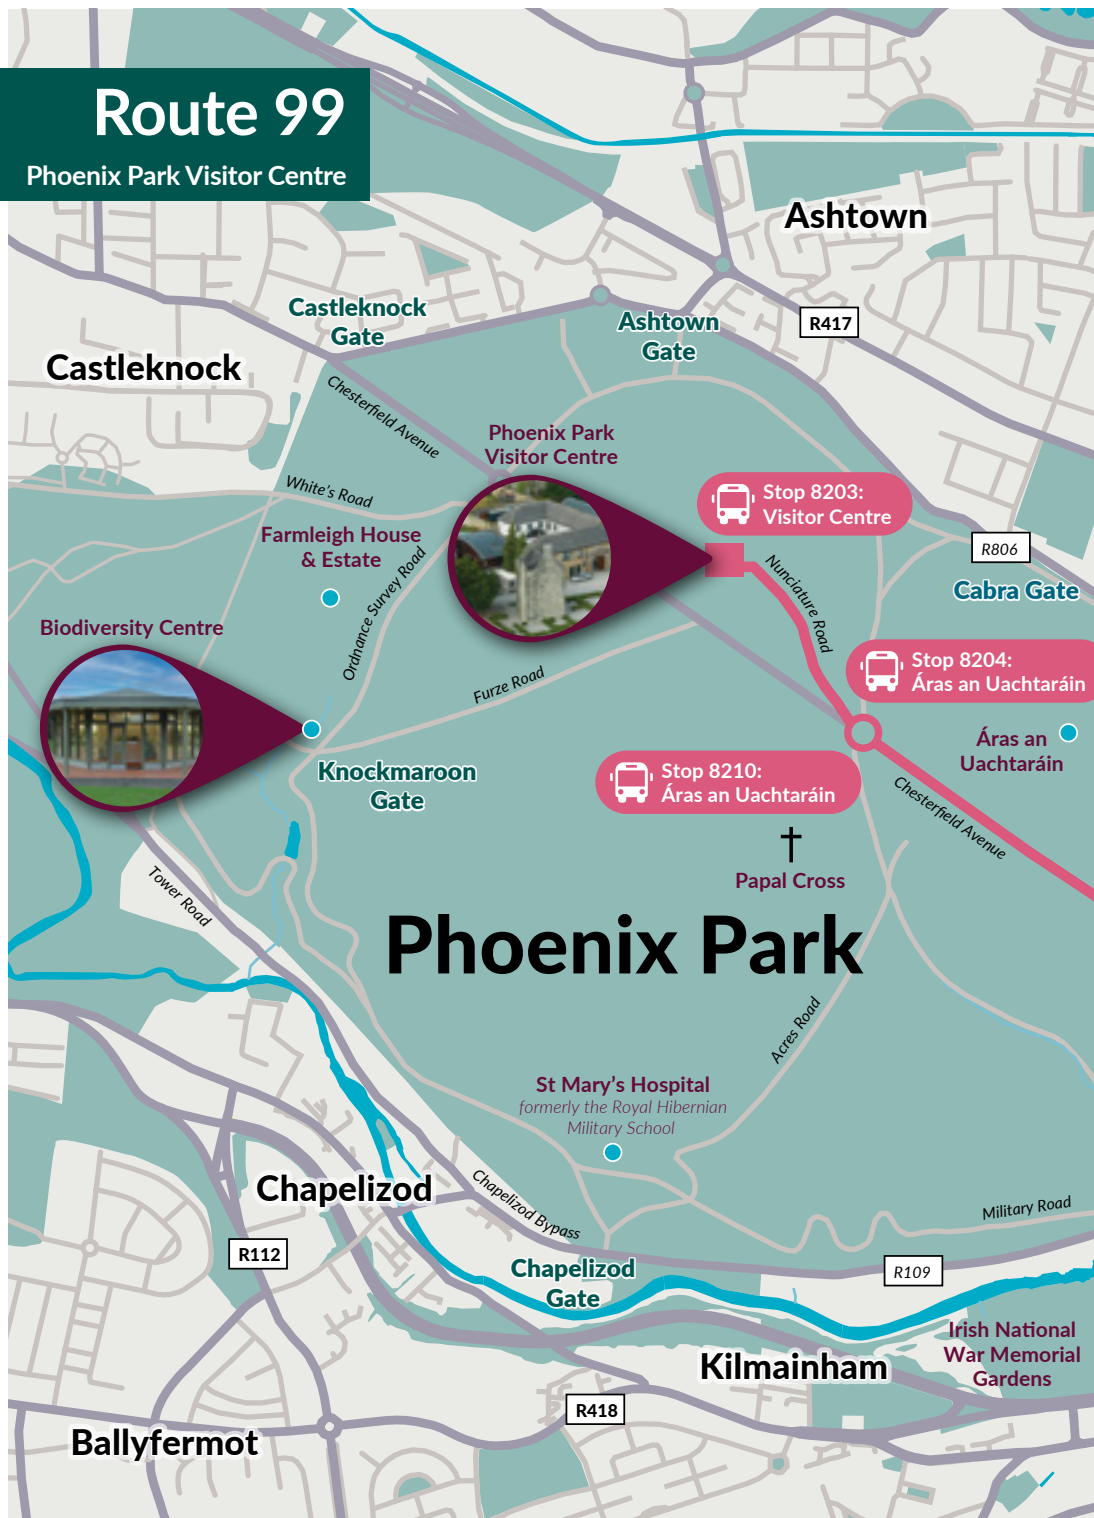 Route 99
Phoenix Park Visitor Centre
Ashtown
Castleknock
Gate
Ashtown
Gate
R417
Castleknock
Chesterfield Avenue
Phoenix Park
Visitor Centre
White's Road
Stop 8203:
Visitor Centre
Farmleigh House
& Estate
R806
Nunciature Road
Cabra Gate
Ordnance Survey Road
Biodiversity Centre
Stop 8204:
Áras an Uachtaráin
Furze Road
Áras an
Uachtaráin
Knockmaroon
Gate
Stop 8210:
Áras an Uachtaráin
Chesterfield Avenue
Papal Cross
Tower Road
Phoenix Park
Acres Road
St Mary's Hospital
formerly the Royal Hibernian
Military School
Chapelizod
Chapelizod Bypass
Military Road
R112
Chapelizod
Gate
R109
Irish National
War Memorial
Gardens
Kilmainham
R418
Ballyfermot